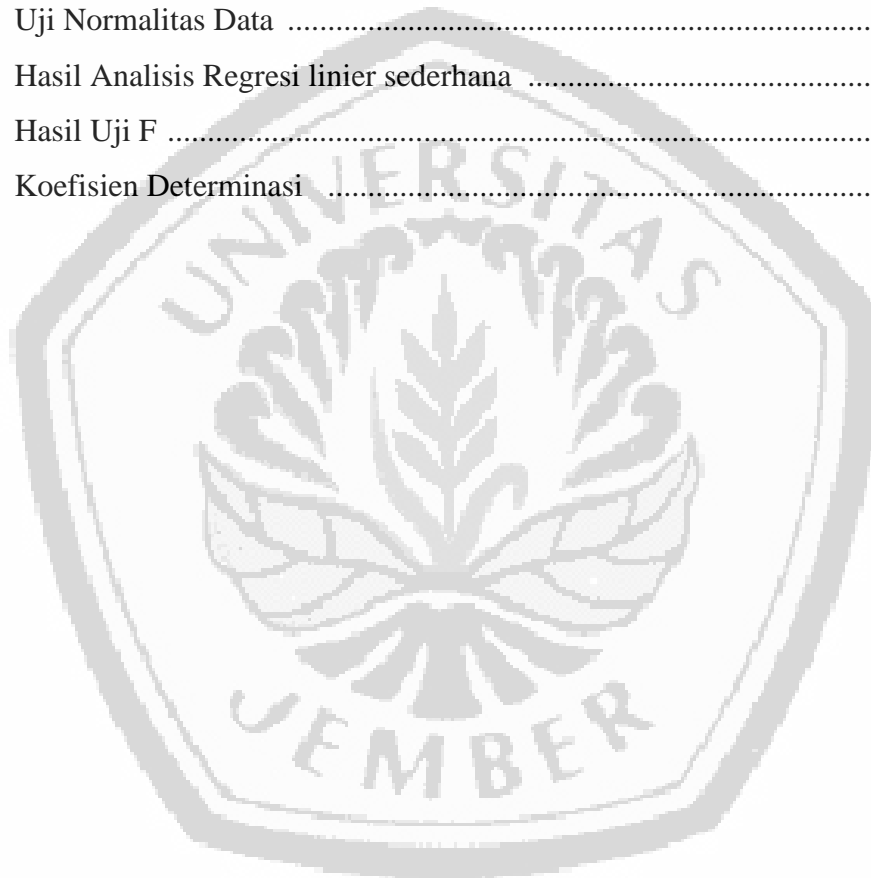 Uji Normalitas Data ..........................................................................
Hasil Analisis Regresi linier sederhana ...........................................
Hasil Uji F .........................................................................................
Koefisien Determinasi ....................................................................
UNIVERSITAS
JEMBER